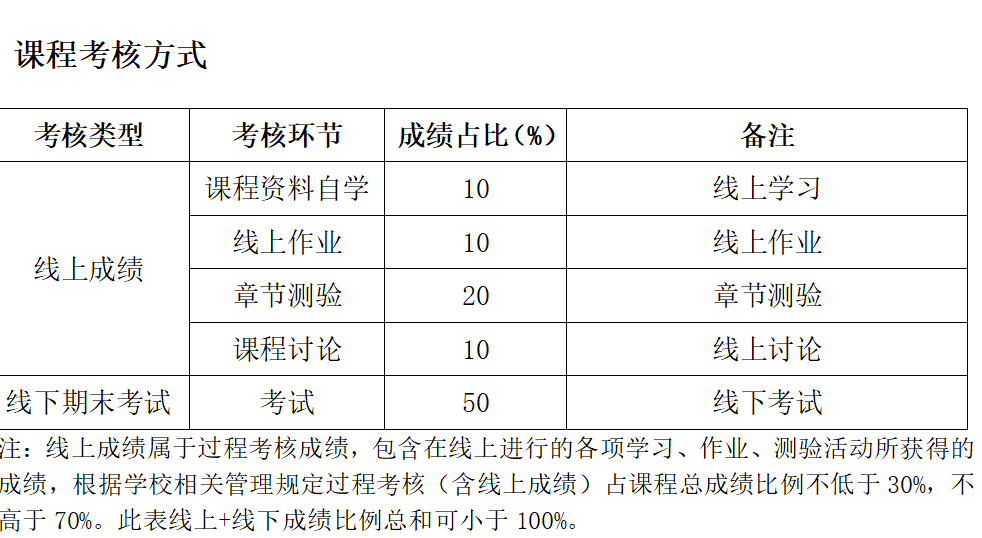 课程考核方式
考核类型 考核环节 成绩占比(%) 备注
课程资料自学 10 线上学习
线上作业 10 线上作业
线上成绩
章节测验 20 章节测验
课程讨论 10 线上讨论
线下期末考试 考试 50 线下考试
注：线上成绩属于过程考核成绩，包含在线上进行的各项学习、作业、测验活动所获得的
成绩，根据学校相关管理规定过程考核（含线上成绩）占课程总成绩比例不低于 30%，不
高于 70%。此表线上+线下成绩比例总和可小于 100%。